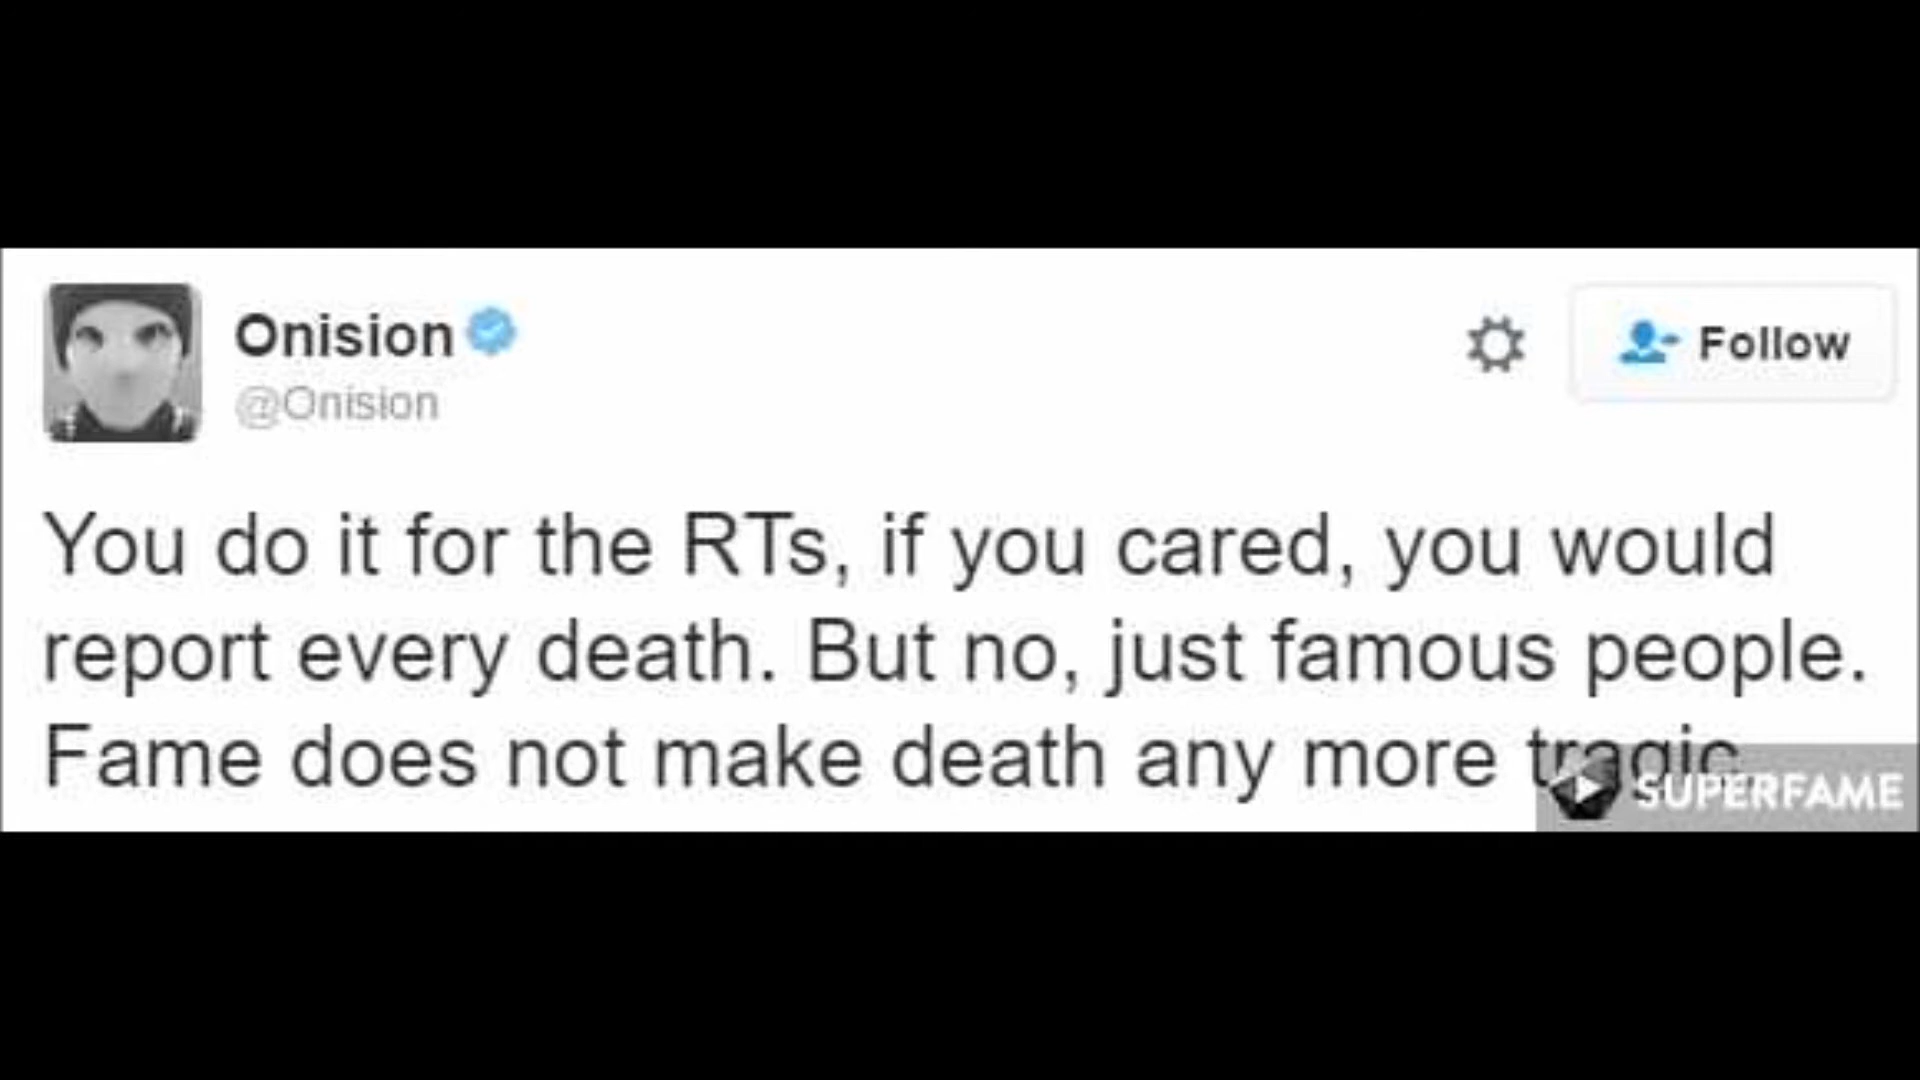 Onision
@Onision
Follow
You do it for the RTs, if you cared, you would
report every death. But no, just famous people.
Fame does not make death any more tragic
SUPERFAME